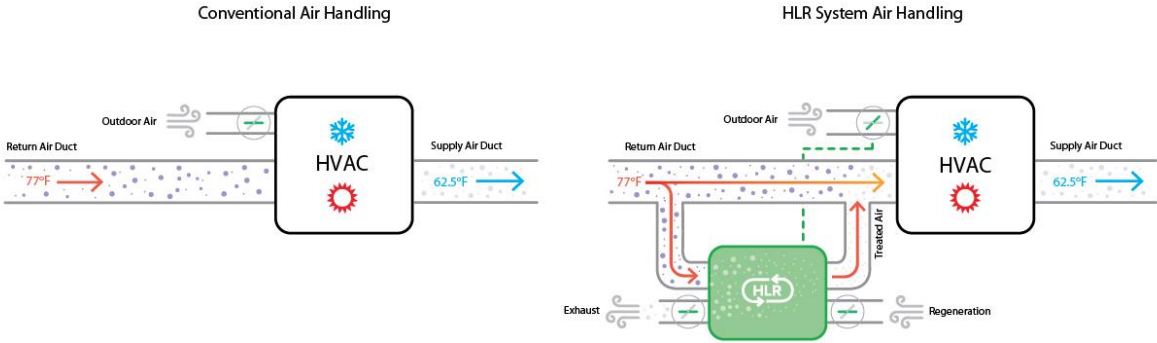 Conventional Air Handling
Outdoor Air
Return Air Duct
77°F
HVAC
Supply Air Duct
62.5°F
HLR System Air Handling
Outdoor Air
Return Air Duct
77°F
HVAC
Supply Air Duct
62.5°F
Treated Air
HLR
Exhaust
Regeneration